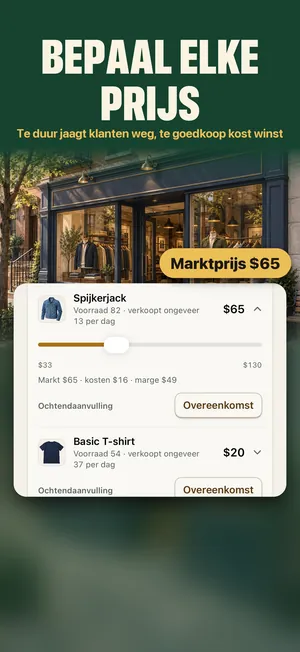 BEPAAL ELKE
PRIJS
Te duur jaagt klanten weg, te goedkoop kost winst
Marktprijs $65
Spijkerjack
Voorraad 82 · verkoopt ongeveer
13 per dag
$65
$33
$130
Markt $65 · kosten $16 · marge $49
Ochtendaanvulling
Overeenkomst
Basic T-shirt
Voorraad 54 · verkoopt ongeveer
37 per dag
$20
Ochtendaanvulling
Overeenkomst